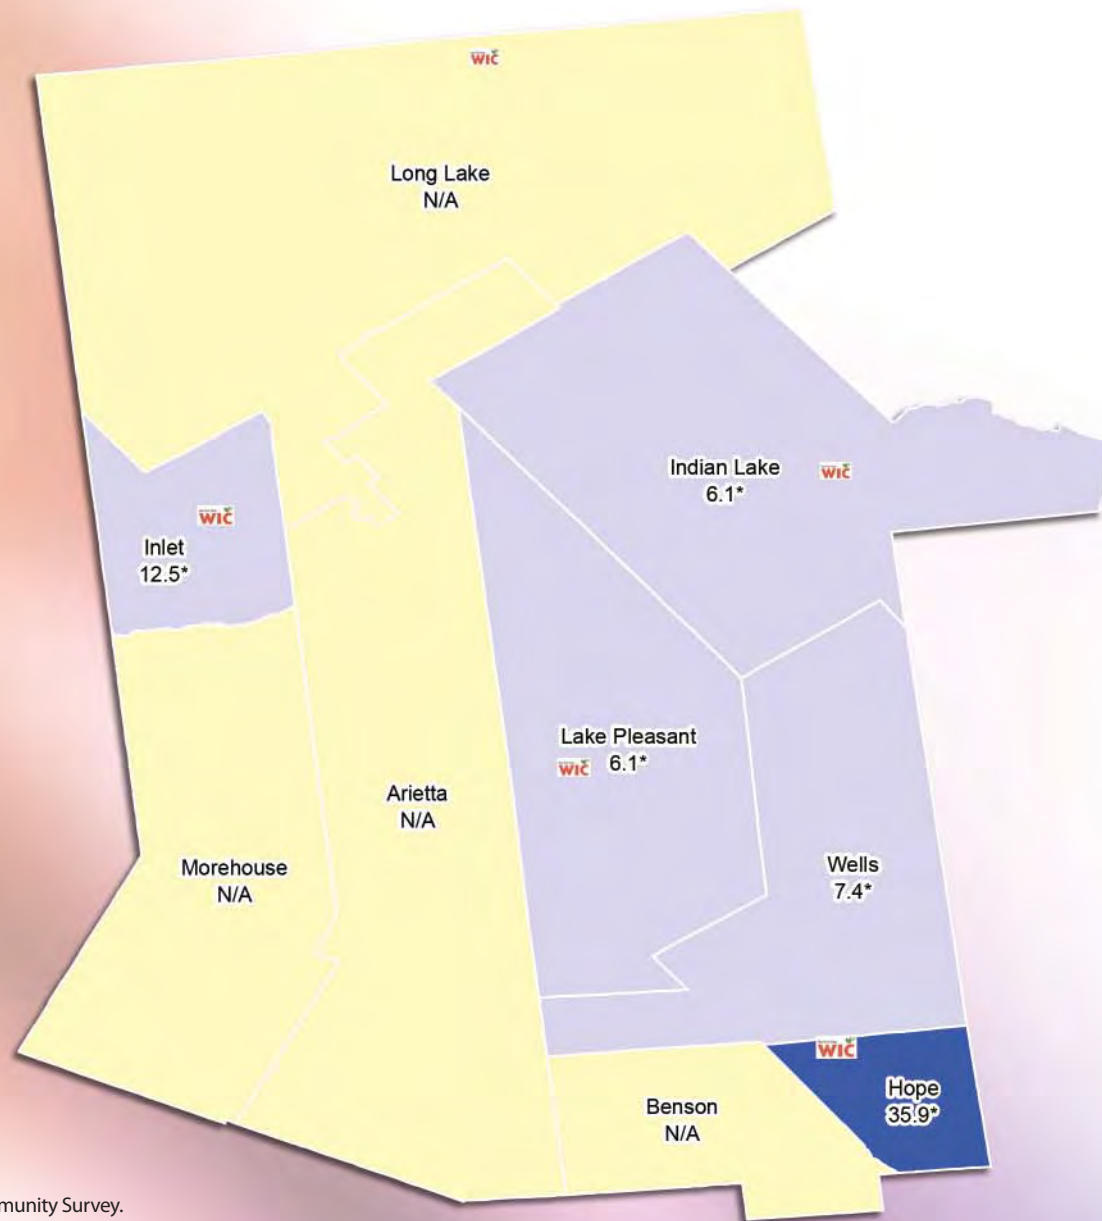 WIC
Long Lake
N/A
Indian Lake
6.1*
WIC
WIC
Inlet
12.5*
Lake Pleasant
WIC 6.1*
Arietta
N/A
Morehouse
N/A
Wells
7.4*
WIC
Hope
35.9*
Benson
N/A
munity Survey.